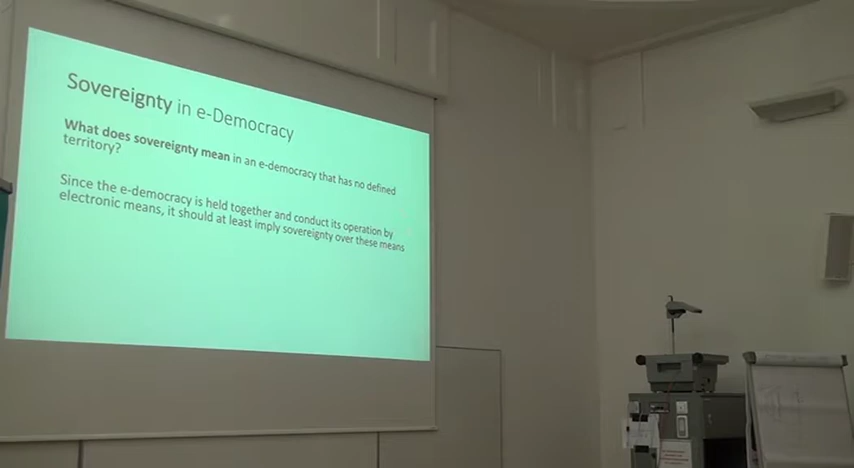 Sovereignty in e-Democracy
What does sovereignty mean in an e-democracy that has no defined
territory?
Since the e-democracy is held together and conduct its operation by
electronic means, it should at least imply sovereignty over these means